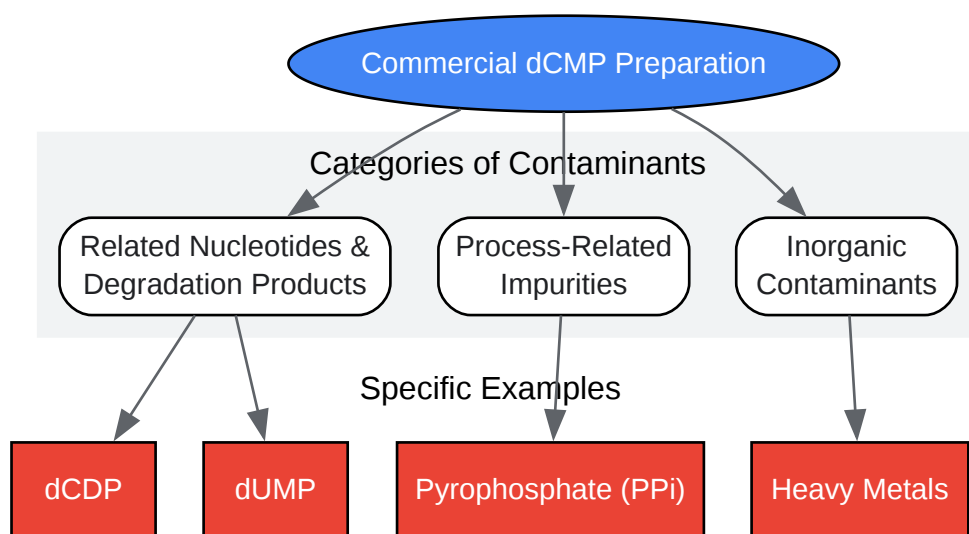 Commercial dCMP Preparation
Categories of Contaminants
Related Nucleotides &
Degradation Products
Process-Related
Impurities
Inorganic
Contaminants
Specific Examples
dCDP
dUMP
Pyrophosphate (PPi)
Heavy Metals